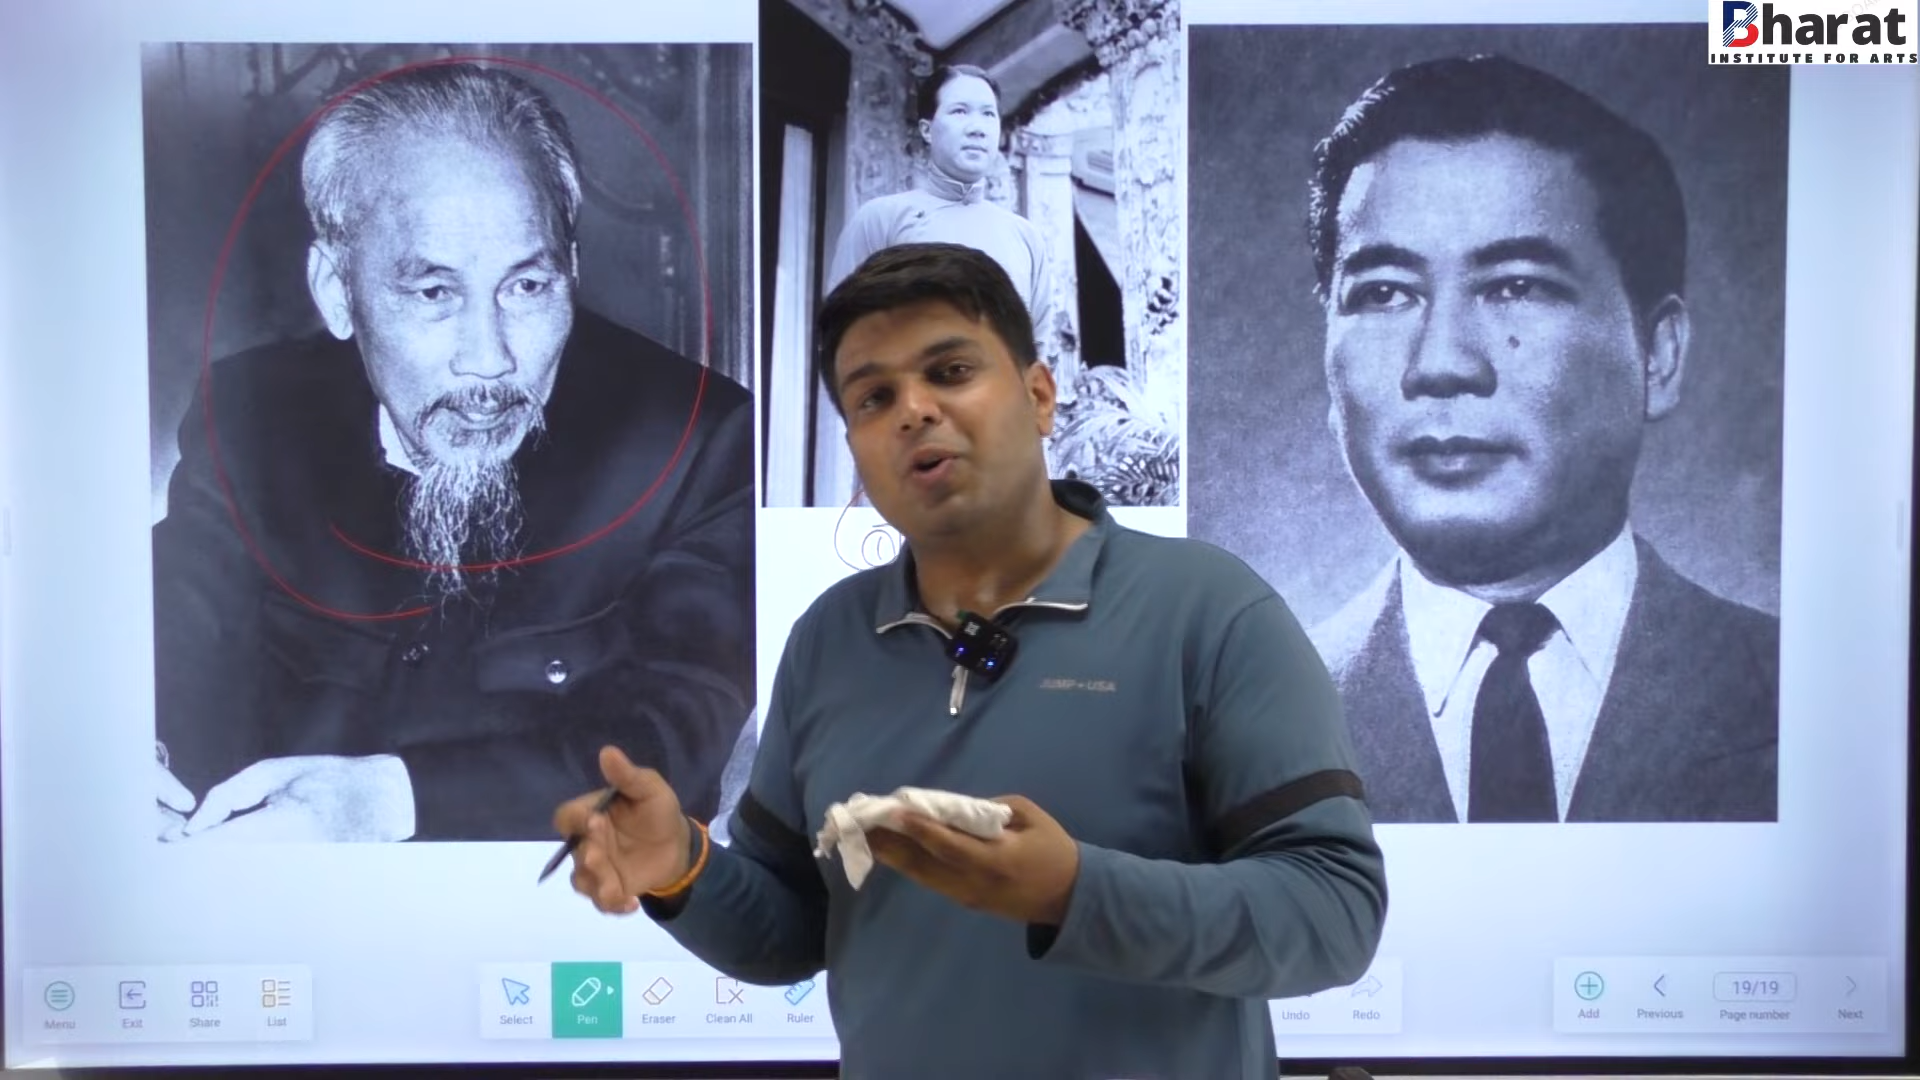 Bharat
INSTITUTE FOR ARTS
JUMP+USA
Menu
Exit
Share
List
Select
Pen
Eraser
Clean All
Ruler
Undo
Redo
Add
Previous
19/19
Page number
Next